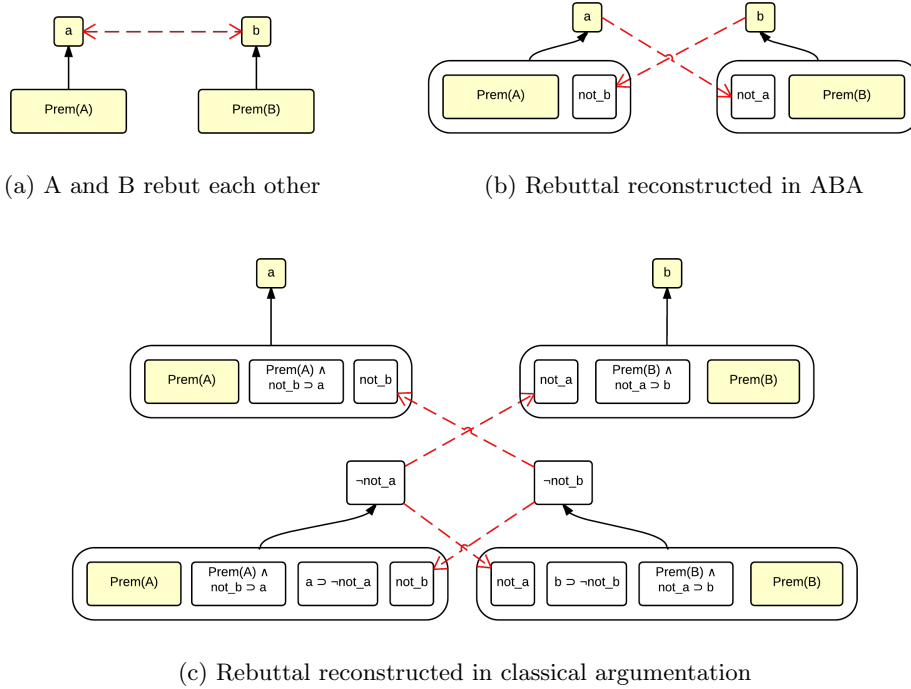 a
b
Prem(A)
Prem(B)
(a) A and B rebut each other
a
b
Prem(A)
not_b
not_a
Prem(B)
(b) Rebuttal reconstructed in ABA
a
b
Prem(A)
Prem(A) ∧
not_b ⊃ a
not_b
not_a
Prem(B) ∧
not_a ⊃ b
Prem(B)
¬not_a
¬not_b
Prem(A)
Prem(A) ∧
not_b ⊃ a
a ⊃ ¬not_a
not_b
not_a
b ⊃ ¬not_b
Prem(B) ∧
not_a ⊃ b
Prem(B)
(c) Rebuttal reconstructed in classical argumentation